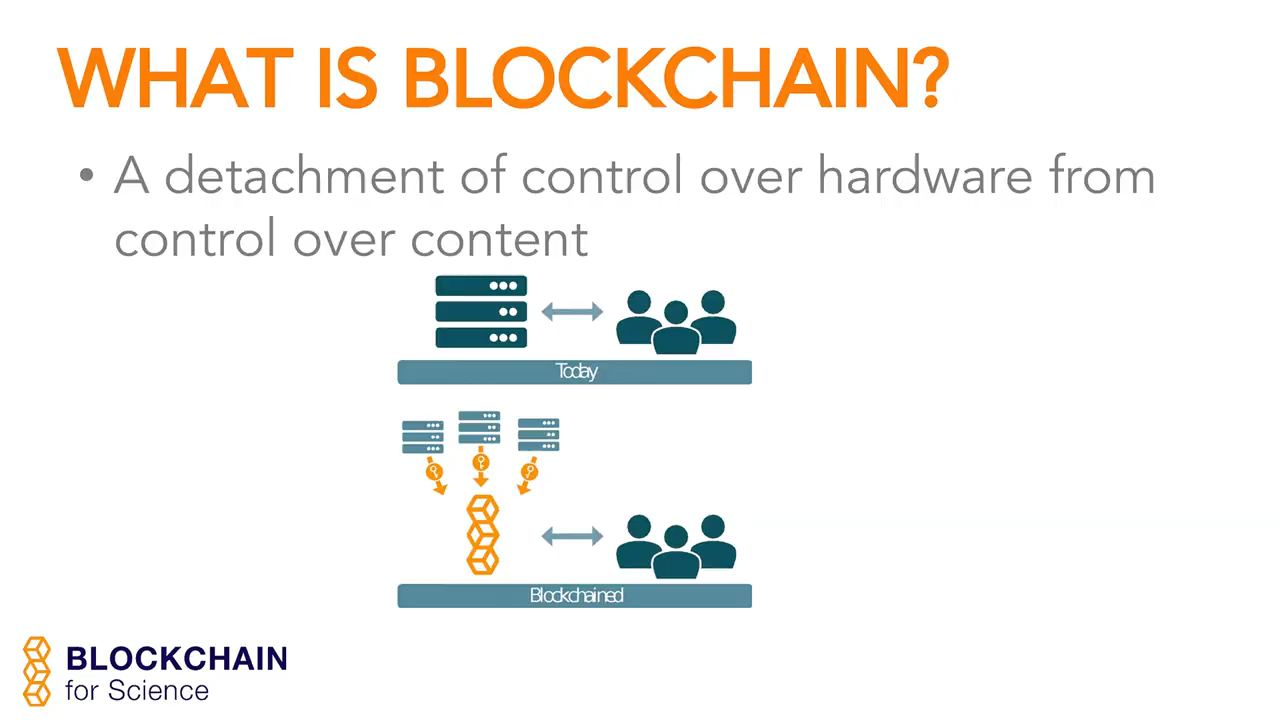 WHAT IS BLOCKCHAIN?
• A detachment of control over hardware from
control over content
Today
Blockchained
BLOCKCHAIN
for Science